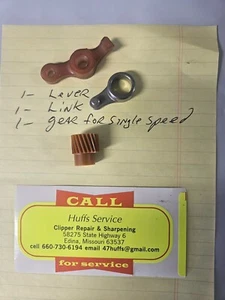 1- Lever
1- Link
1- gear for single speed
CALL
Huffs Service
Clipper Repair & Sharpening
58275 State Highway 6
Edina, Missouri 63537
call 660-730-6194 email 47huffs@gmail.com
for service